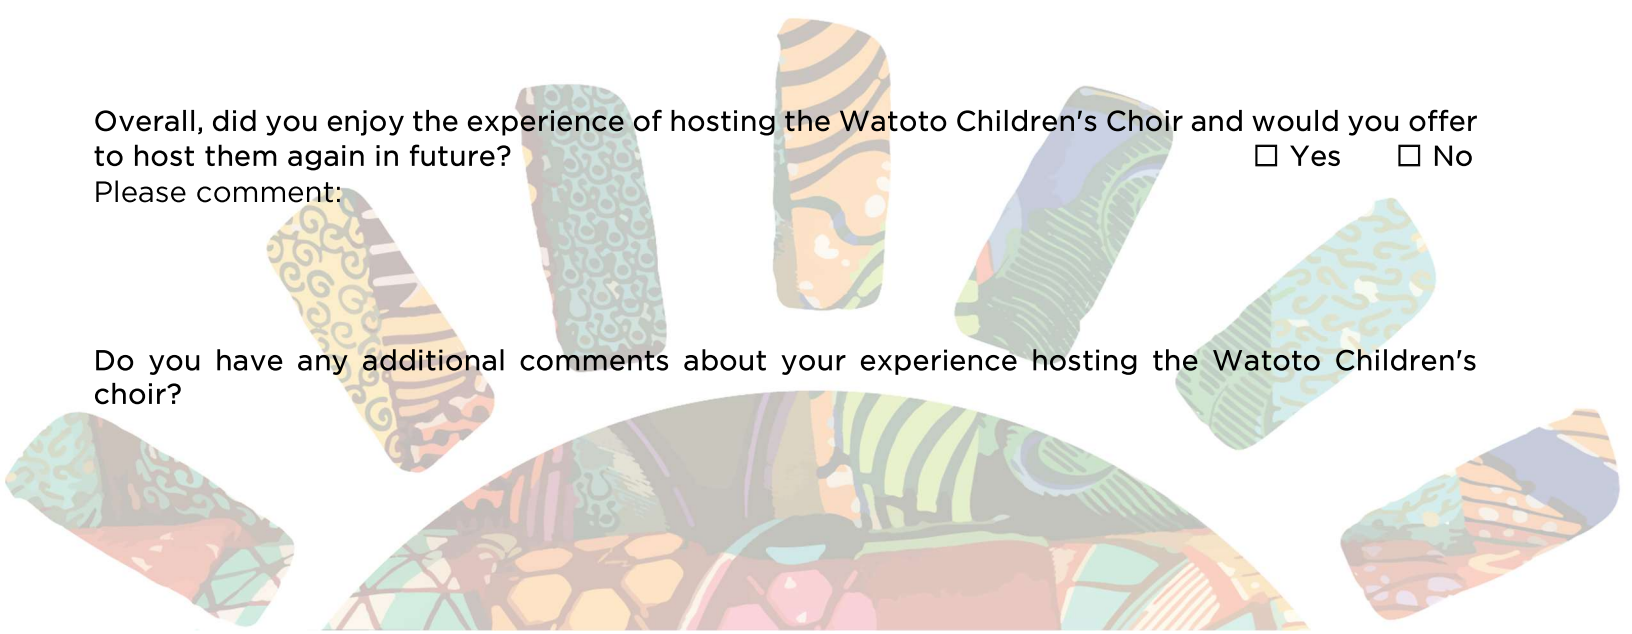 Overall, did you enjoy the experience of hosting the Watoto Children's Choir and would you offer
to host them again in future? ☐ Yes ☐ No
Please comment:
Do you have any additional comments about your experience hosting the Watoto Children's
choir?